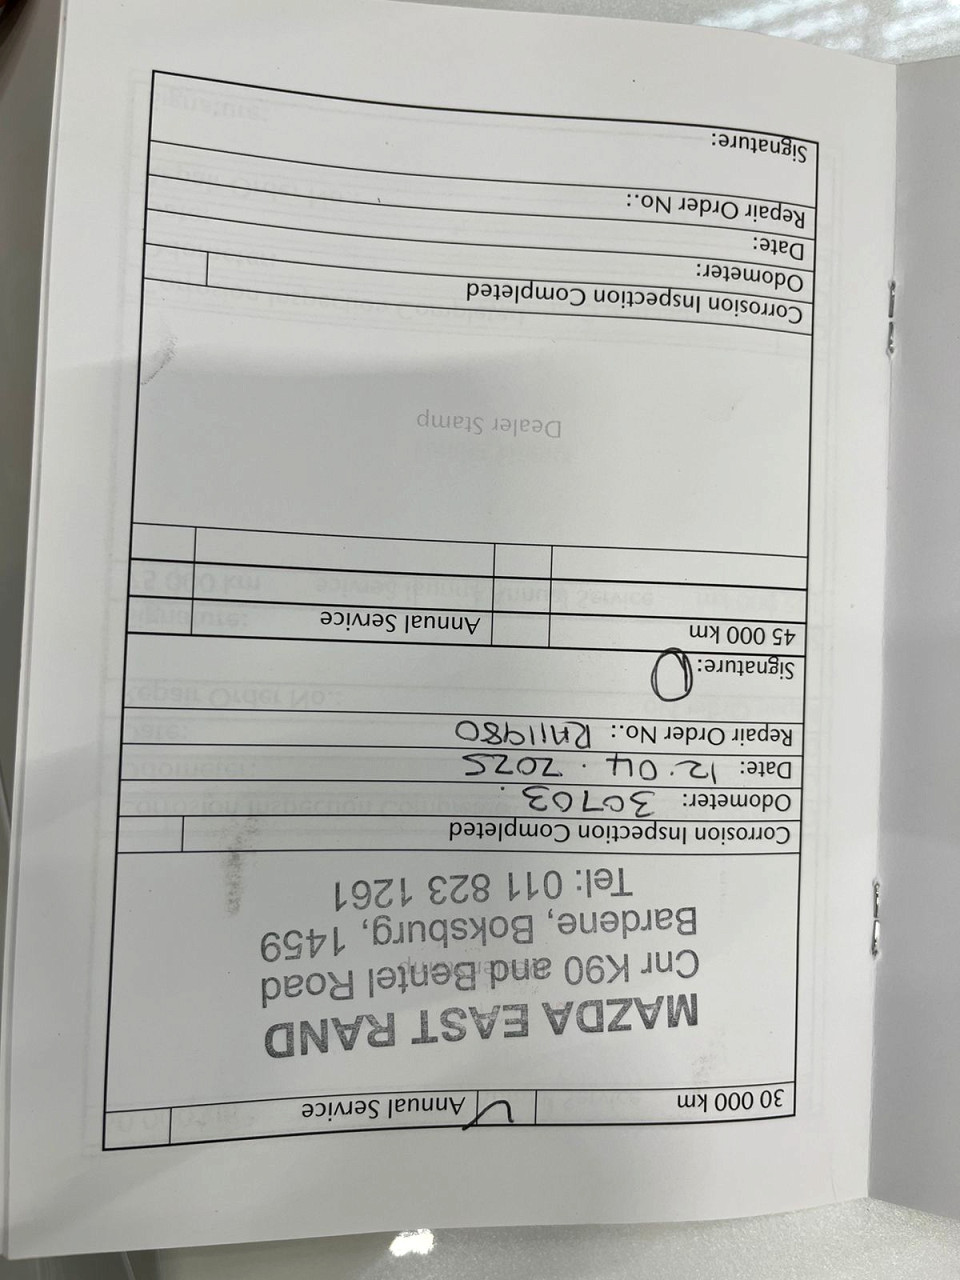 30 000 km Annual Service
MAZDA EAST RAND
Cnr K90 and Bentel Road
Bardene, Boksburg, 1459
Tel: 011 823 1261
Corrosion Inspection Completed
Odometer: 30703.
Date: 12.04.2025
Repair Order No.:
Signature:
45 000 km Annual Service
Dealer Stamp
Corrosion Inspection Completed
Odometer:
Date:
Repair Order No.:
Signature: